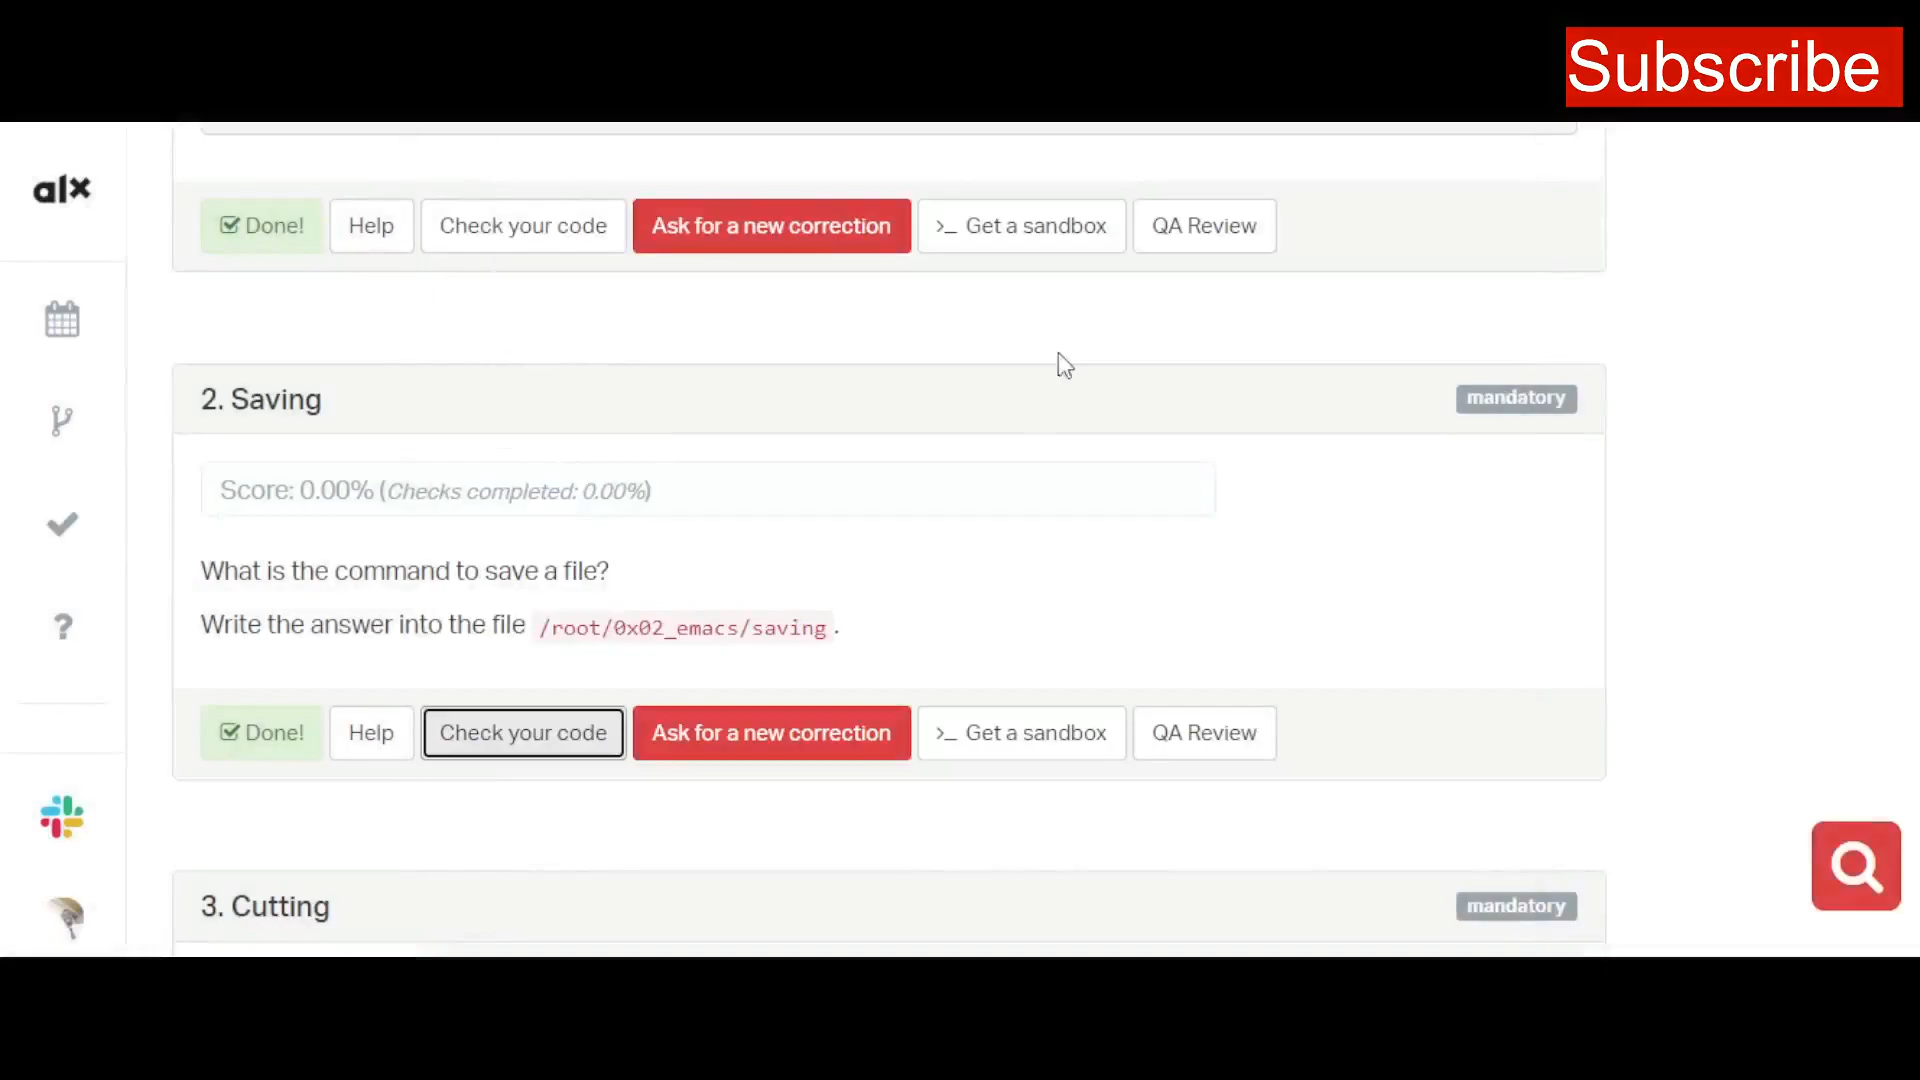 Subscribe
alx
Done!
Help
Check your code
Ask for a new correction
>_ Get a sandbox
QA Review
2. Saving
mandatory
Score: 0.00% (Checks completed: 0.00%)
What is the command to save a file?
Write the answer into the file /root/0x02_emacs/saving .
Done!
Help
Check your code
Ask for a new correction
>_ Get a sandbox
QA Review
3. Cutting
mandatory